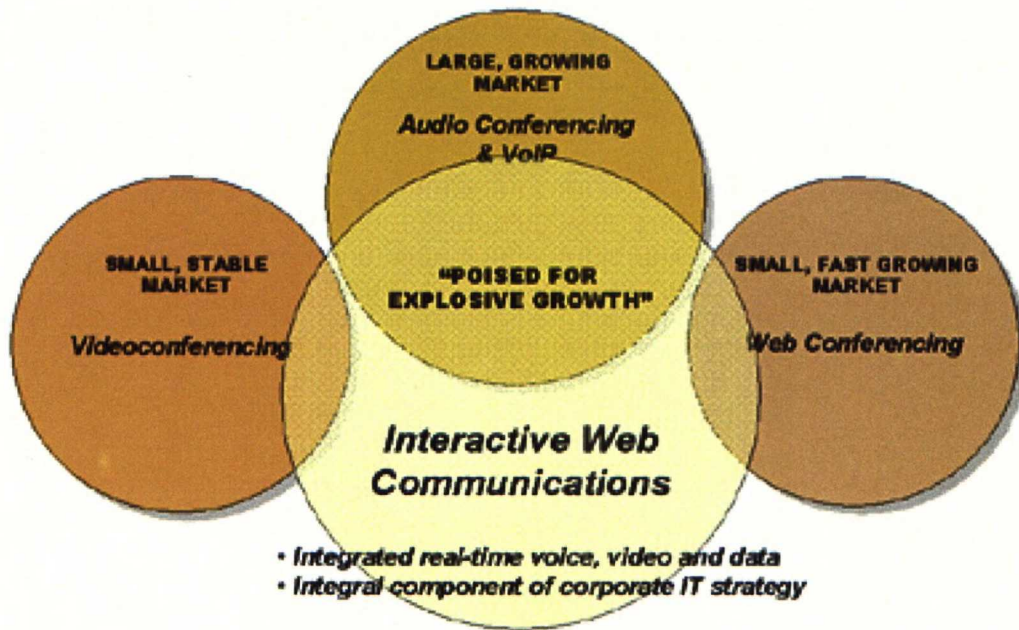 LARGE, GROWING
MARKET
Audio Conferencing
& VoIP
SMALL, STABLE
MARKET
Videoconferencing
"POISED FOR
EXPLOSIVE GROWTH"
SMALL, FAST GROWING
MARKET
Web Conferencing
Interactive Web
Communications
• Integrated real-time voice, video and data
• Integral component of corporate IT strategy